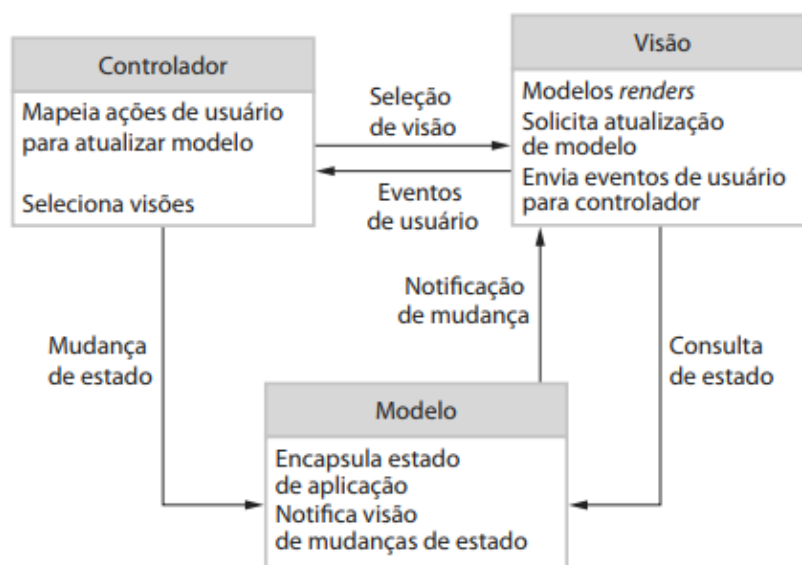 Controlador
Mapeia ações de usuário
para atualizar modelo
Seleciona visões
Seleção
de visão
Eventos
de usuário
Visão
Modelos renders
Solicita atualização
de modelo
Envia eventos de usuário
para controlador
Mudança
de estado
Notificação
de mudança
Consulta
de estado
Modelo
Encapsula estado
de aplicação
Notifica visão
de mudanças de estado